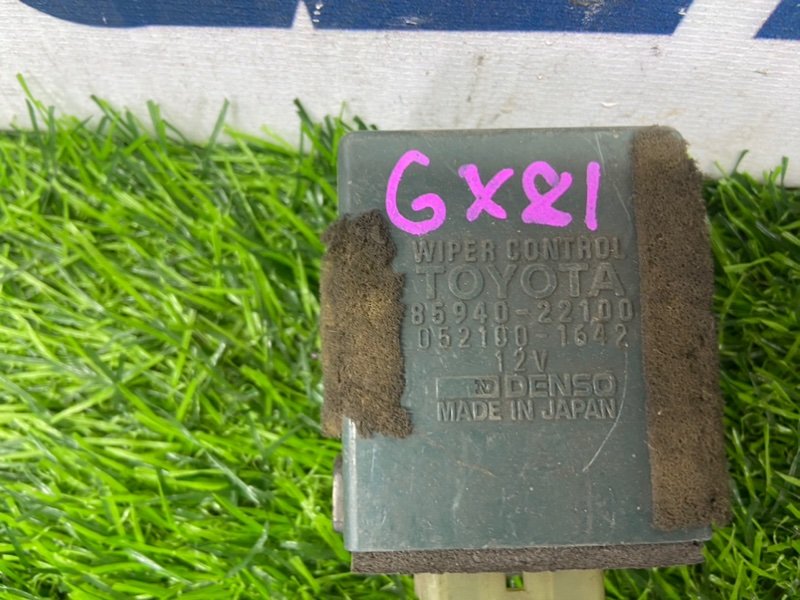 GX81
WIPER CONTROL
TOYOTA
85940-22100
052100-1642
12V
DENSO
MADE IN JAPAN